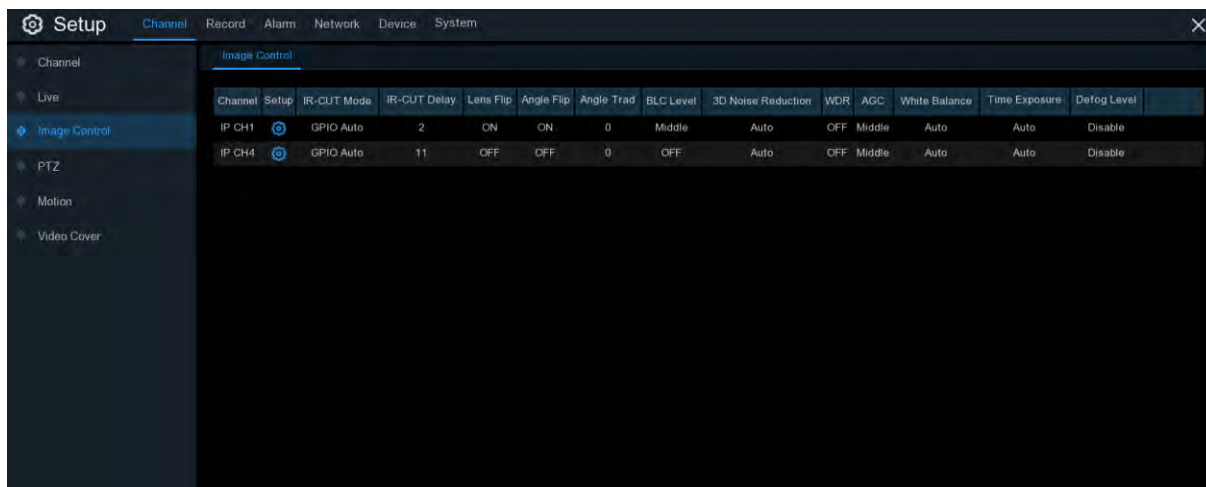 Setup Channel Record Alarm Network Device System
Channel
Image Control
Live
Channel Setup IR-CUT Mode IR-CUT Delay Lens Flip Angle Flip Angle Trad BLC Level 3D Noise Reduction WDR AGC White Balance Time Exposure Defog Level
Image Control
IP CH1 GPIO Auto 2 ON ON 0 Middle Auto OFF Middle Auto Auto Disable
IP CH4 GPIO Auto 11 OFF OFF 0 OFF Auto OFF Middle Auto Auto Disable
PTZ
Motion
Video Cover